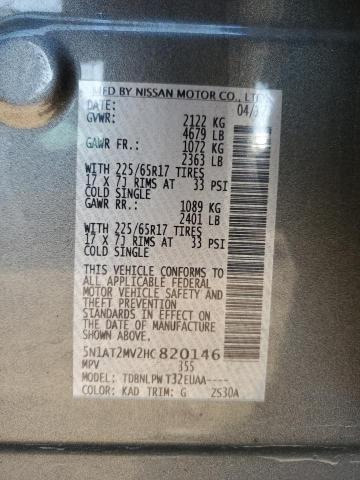 MFD BY NISSAN MOTOR CO., LTD
DATE: 04/17
GVWR: 2122 KG
4679 LB
GAWR FR.: 1072 KG
2363 LB
WITH 225/65R17 TIRES
17 X 7J RIMS AT 33 PSI
COLD SINGLE
GAWR RR.: 1089 KG
2401 LB
WITH 225/65R17 TIRES
17 X 7J RIMS AT 33 PSI
COLD SINGLE
THIS VEHICLE CONFORMS TO
ALL APPLICABLE FEDERAL
MOTOR VEHICLE SAFETY AND
THEFT PREVENTION
STANDARDS IN EFFECT ON THE
DATE OF MANUFACTURE
SHOWN ABOVE.
5N1AT2MV2HC820146
MPV 355
MODEL: TDBNLPW T32EUAA----
COLOR: KAD TRIM: G ZS30A